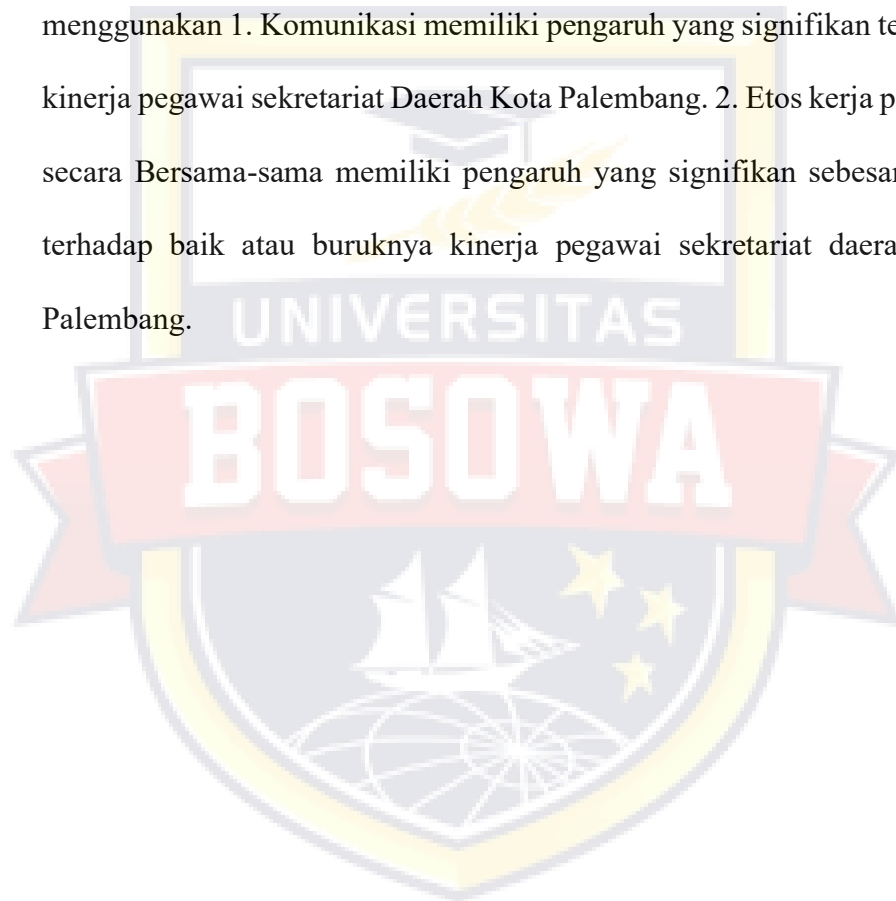 menggunakan 1. Komunikasi memiliki pengaruh yang signifikan
kinerja pegawai sekretariat Daerah Kota Palembang. 2. Etos kerja
secara Bersama-sama memiliki pengaruh yang signifikan
terhadap baik atau buruknya kinerja pegawai sekretariat
Palembang.
UNIVERSITAS
BOSOWA